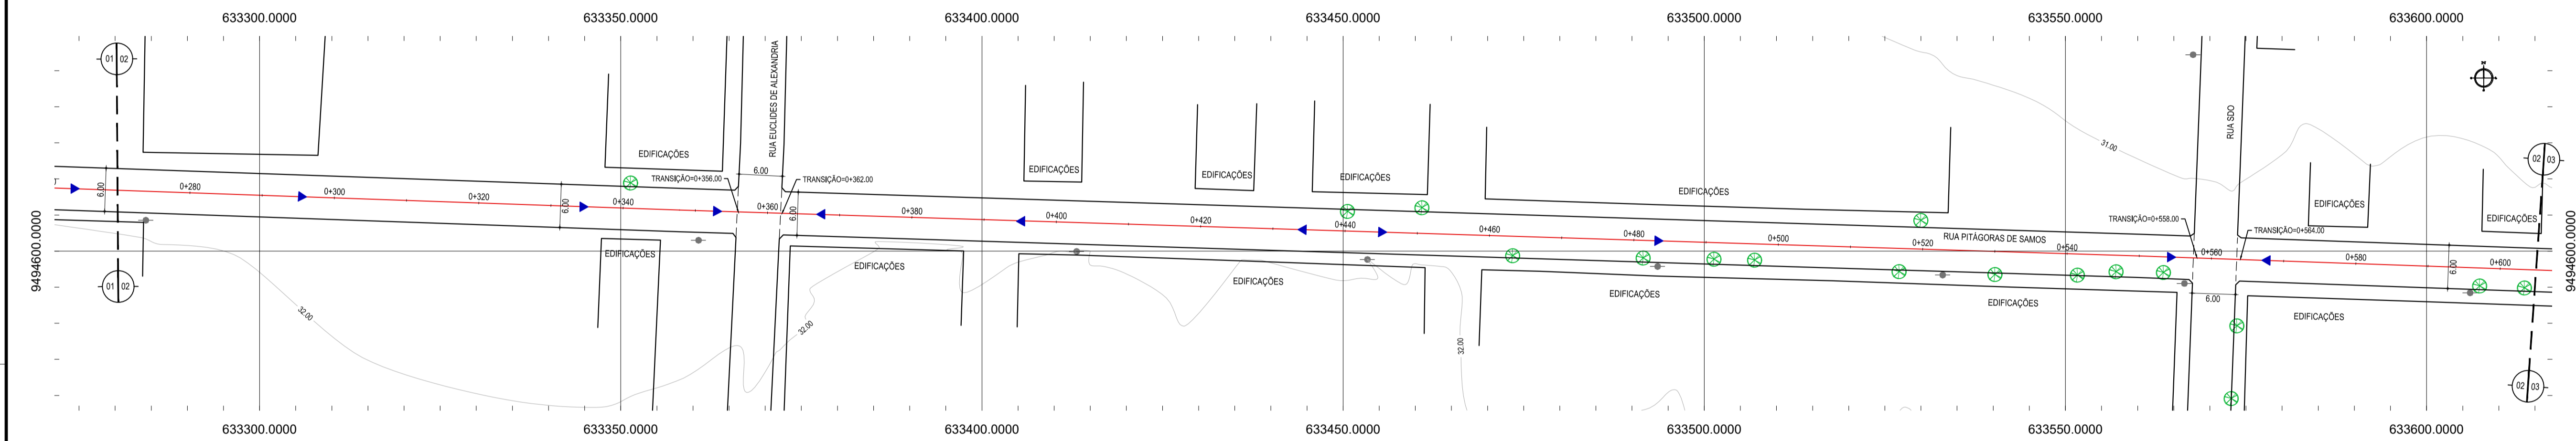 633300.0000 633350.0000 633400.0000 633450.0000 633500.0000 633550.0000 633600.0000
01 02
RUA EUCLIDES DE ALEXANDRIA
RUA SDO
31.00
EDIFICAÇÕES
EDIFICAÇÕES
EDIFICAÇÕES
EDIFICAÇÕES
EDIFICAÇÕES
EDIFICAÇÕES
EDIFICAÇÕES
02 03
TRANSIÇÃO=0+356.00
6.00
TRANSIÇÃO=0+362.00
TRANSIÇÃO=0+558.00
TRANSIÇÃO=0+564.00
6.00
0+280
0+300
0+320
6.00
0+340
0+360
6.00
0+380
0+400
0+420
0+440
0+460
0+480
0+500
0+520
RUA PITÁGORAS DE SAMOS
0+540
0+560
0+580
6.00
0+600
9494600.0000
9494600.0000
EDIFICAÇÕES
EDIFICAÇÕES
EDIFICAÇÕES
EDIFICAÇÕES
EDIFICAÇÕES
6.00
EDIFICAÇÕES
01 02
32.00
32.00
32.00
02 03
633300.0000 633350.0000 633400.0000 633450.0000 633500.0000 633550.0000 633600.0000